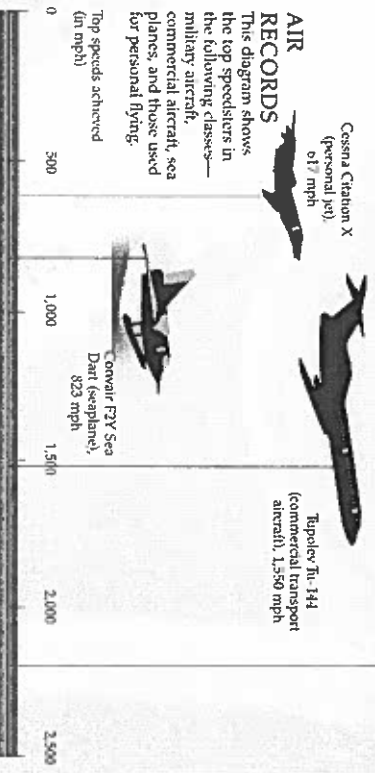 AIR
RECORDS
This diagram shows
the top speedsters in
the following classes—
military aircraft,
commercial aircraft, sea
planes, and those used
for personal flying.
Cessna Citation X
(personal jet),
617 mph
Tupolev Tu-144
(commercial transport
aircraft), 1,550 mph
Convair F2Y Sea
Dart (seaplane),
823 mph
Top speeds achieved
(in mph)
0 500 1,000 1,500 2,000 2,500